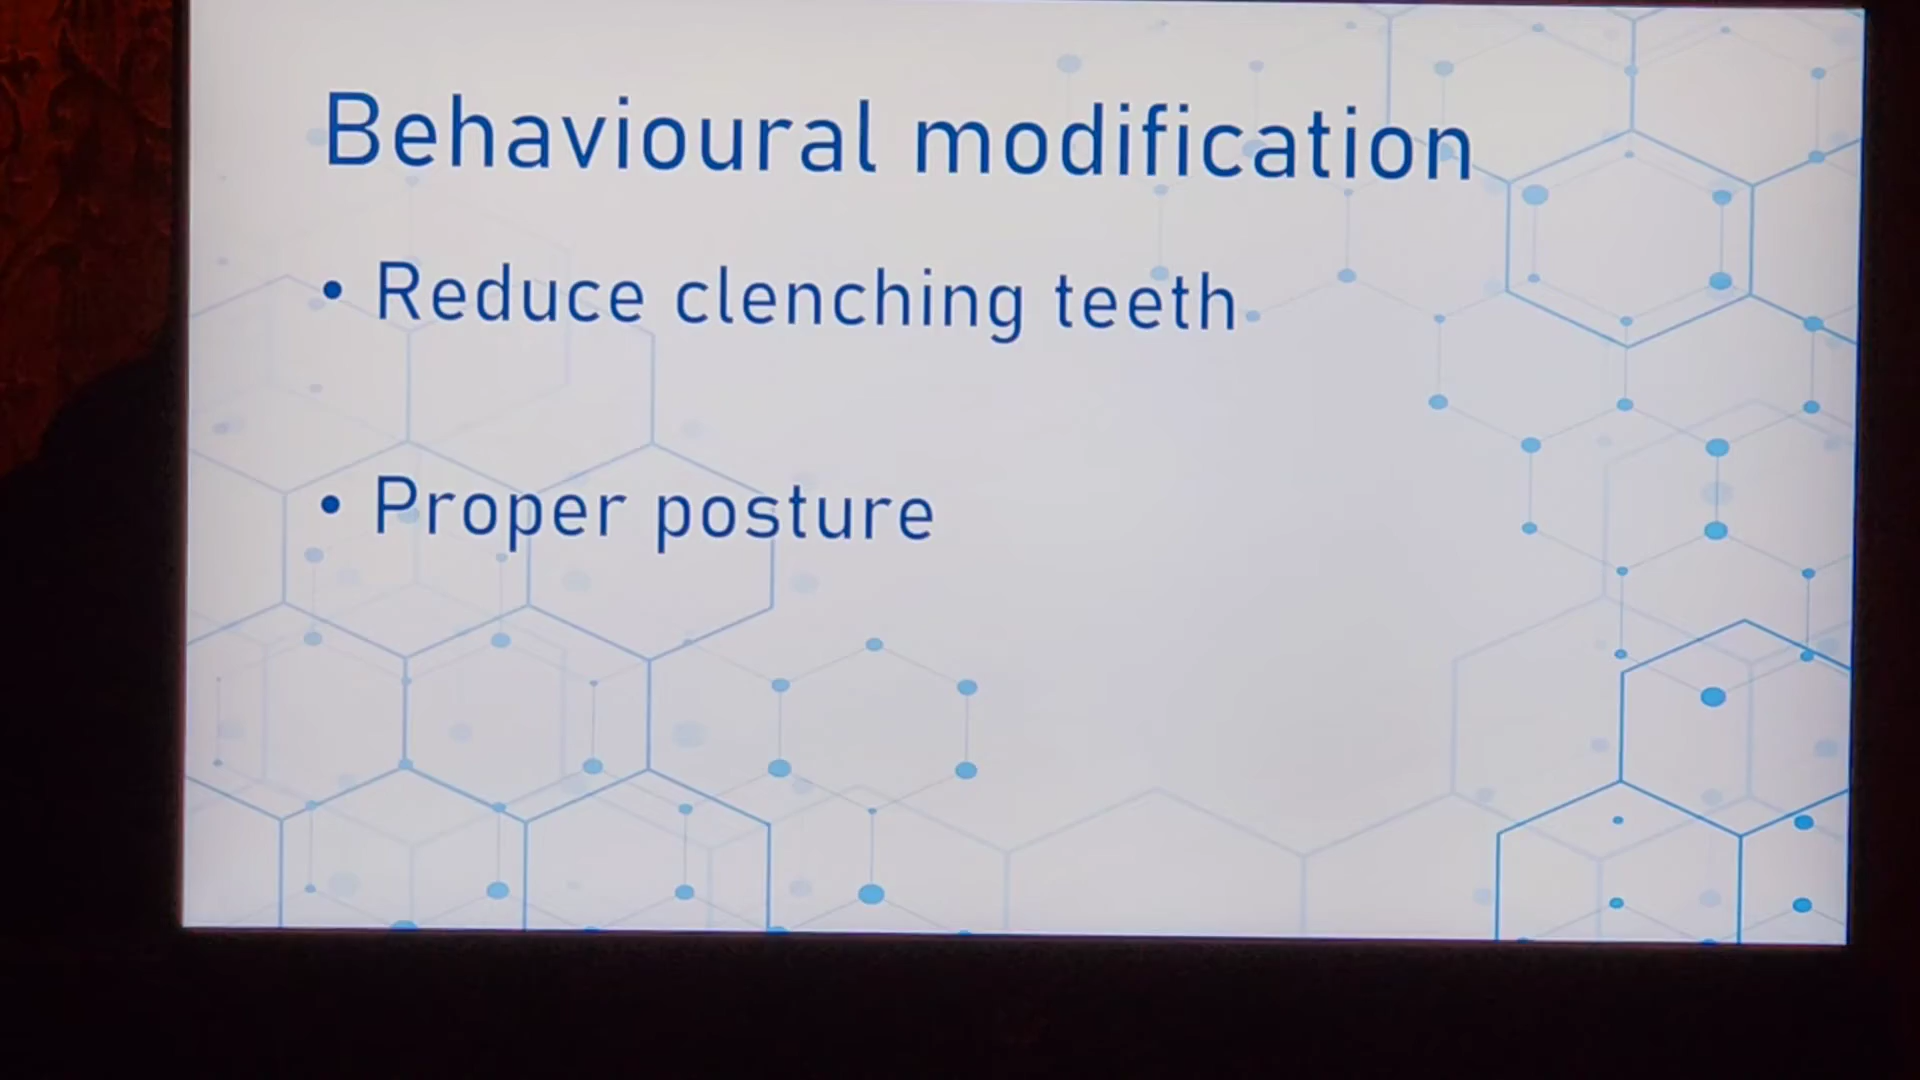 Behavioural modification
• Reduce clenching teeth
• Proper posture